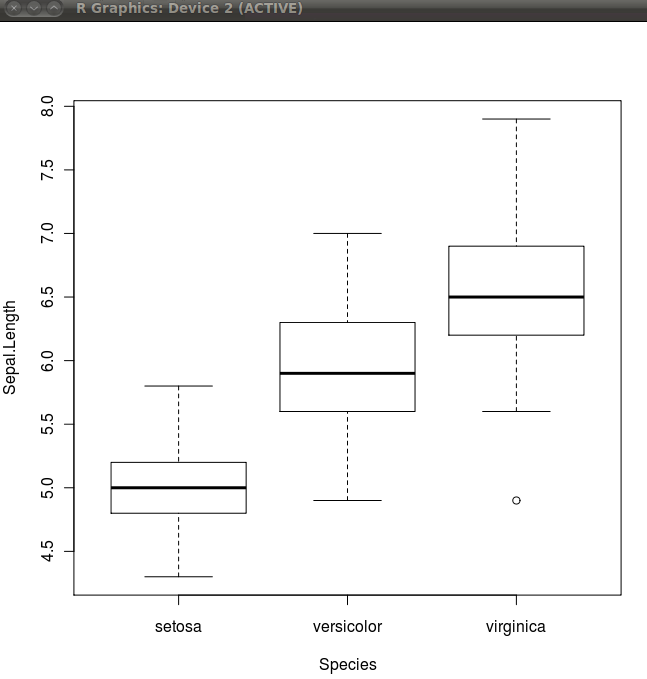 R Graphics: Device 2 (ACTIVE)
8.0
7.5
7.0
6.5
6.0
5.5
5.0
4.5
Sepal.Length
setosa versicolor virginica
Species